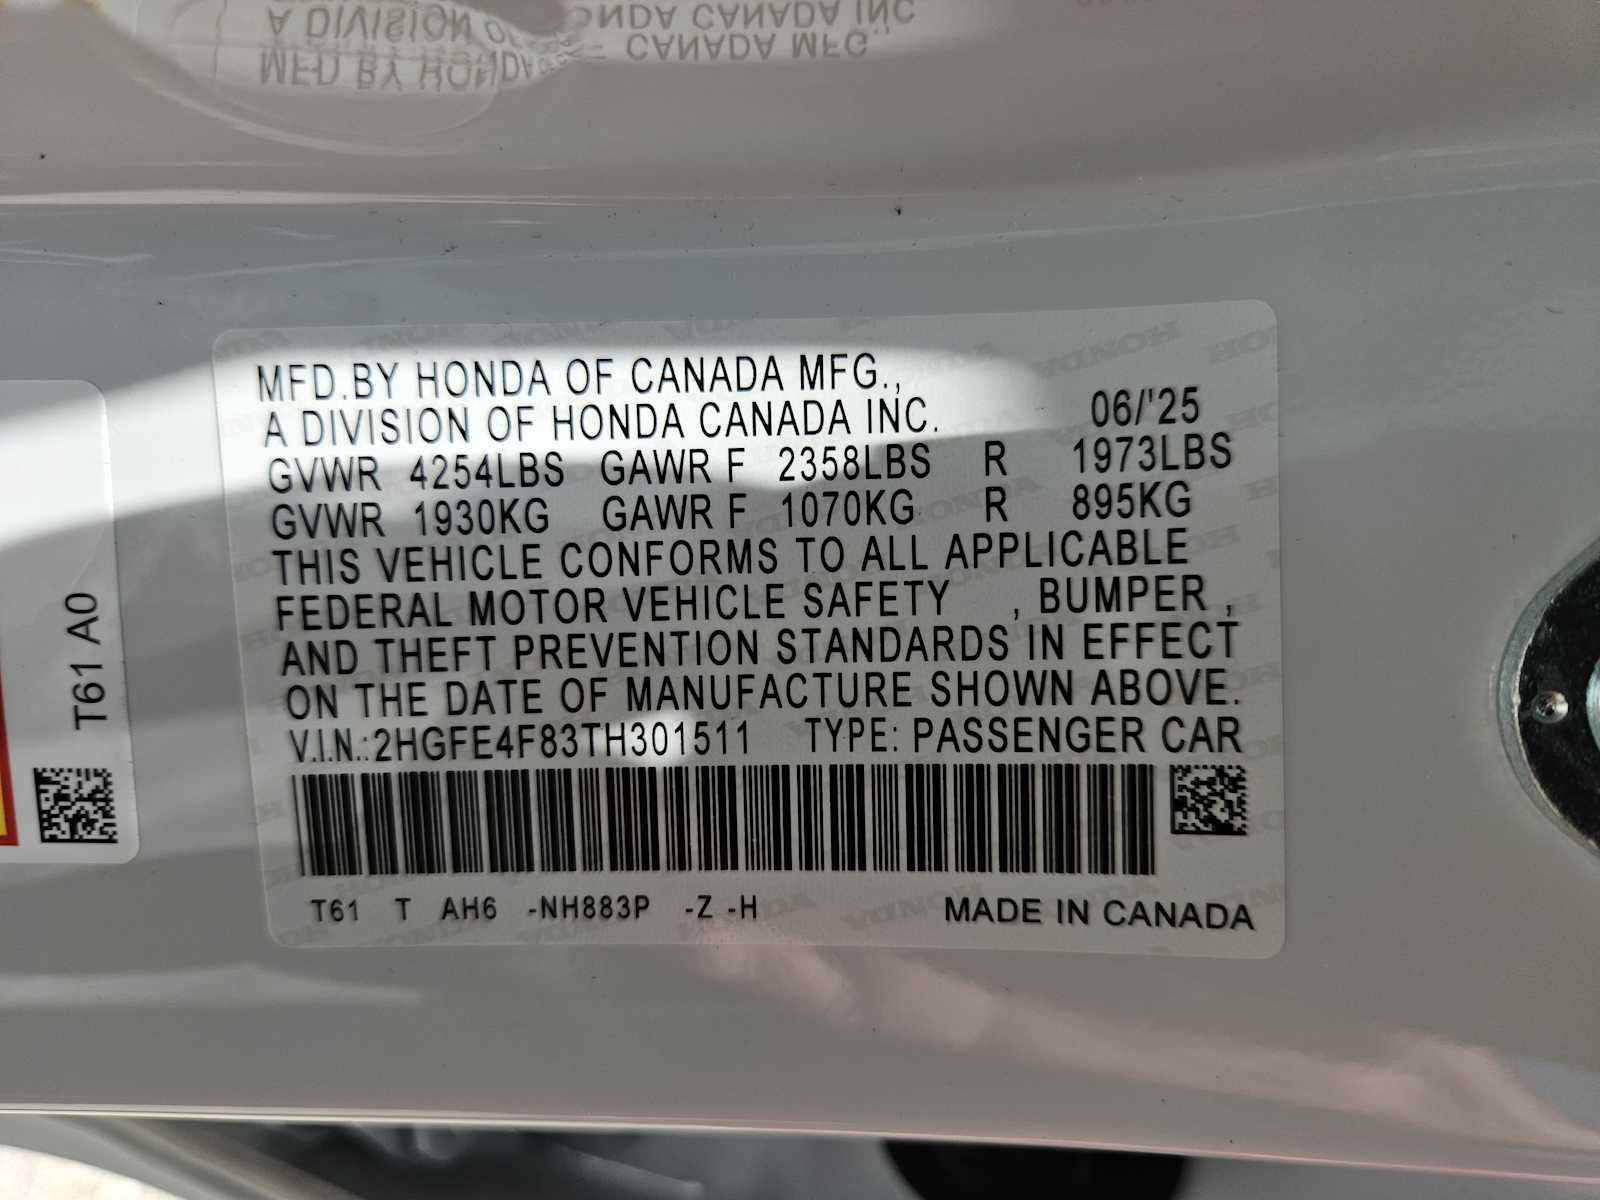 MFD.BY HONDA OF CANADA MFG.,
A DIVISION OF HONDA CANADA INC. 06/'25
GVWR 4254LBS GAWR F 2358LBS R 1973LBS
GVWR 1930KG GAWR F 1070KG R 895KG
THIS VEHICLE CONFORMS TO ALL APPLICABLE
FEDERAL MOTOR VEHICLE SAFETY , BUMPER ,
AND THEFT PREVENTION STANDARDS IN EFFECT
ON THE DATE OF MANUFACTURE SHOWN ABOVE.
V.I.N.:2HGFE4F83TH301511 TYPE: PASSENGER CAR
T61 T AH6 -NH883P -Z -H MADE IN CANADA
T61 A0